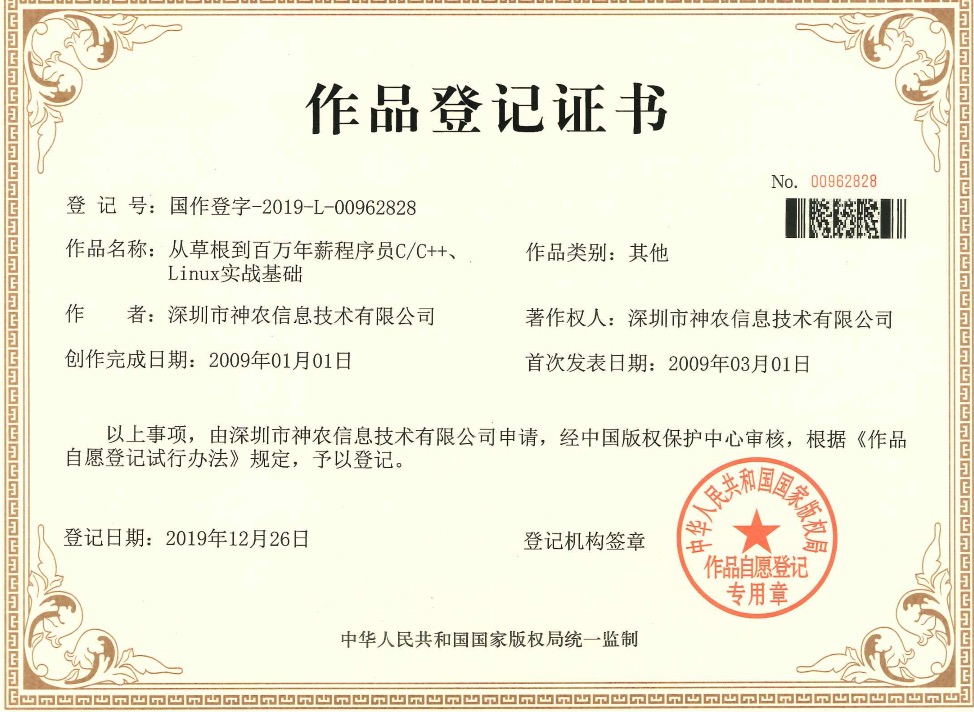 作品登记证书
No. 00962828
登 记 号：国作登字-2019-L-00962828
作品名称：从草根到百万年薪程序员C/C++、
Linux实战基础
作品类别：其他
作 者：深圳市神农信息技术有限公司
著作权人：深圳市神农信息技术有限公司
创作完成日期：2009年01月01日
首次发表日期：2009年03月01日
以上事项，由深圳市神农信息技术有限公司申请，经中国版权保护中心审核，根据《作品
自愿登记试行办法》规定，予以登记。
登记日期：2019年12月26日
登记机构签章
中华人民共和国国家版权局
作品自愿登记
专用章
中华人民共和国国家版权局统一监制